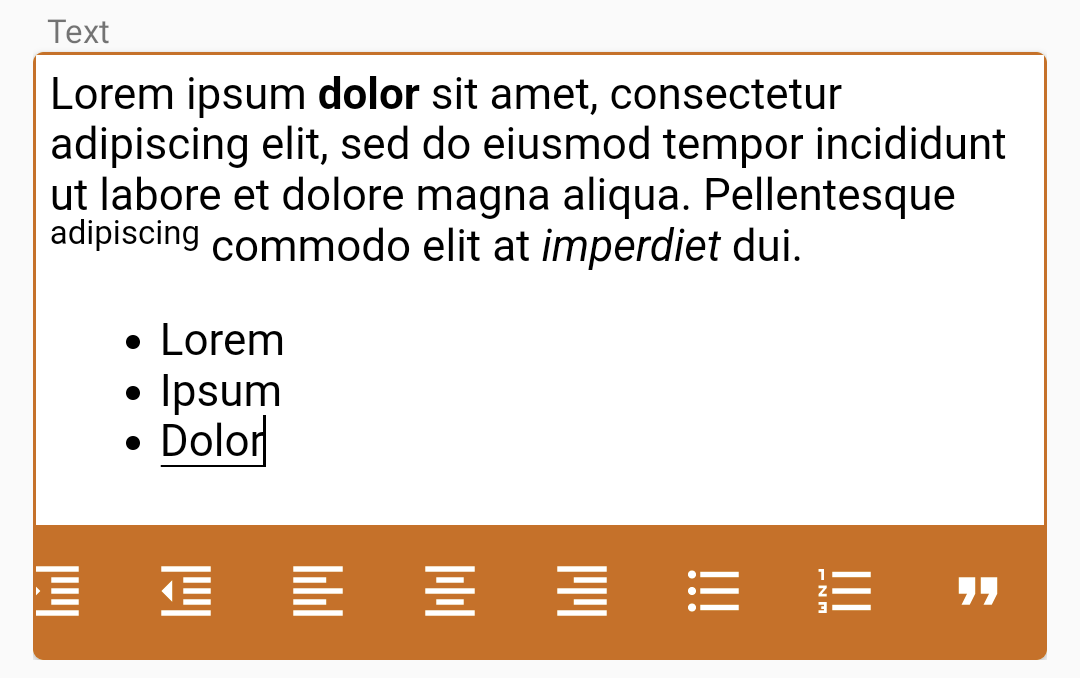 Text
Lorem ipsum dolor sit amet, consectetur
adipiscing elit, sed do eiusmod tempor incididunt
ut labore et dolore magna aliqua. Pellentesque
adipiscing commodo elit at imperdiet dui.
• Lorem
• Ipsum
• Dolor